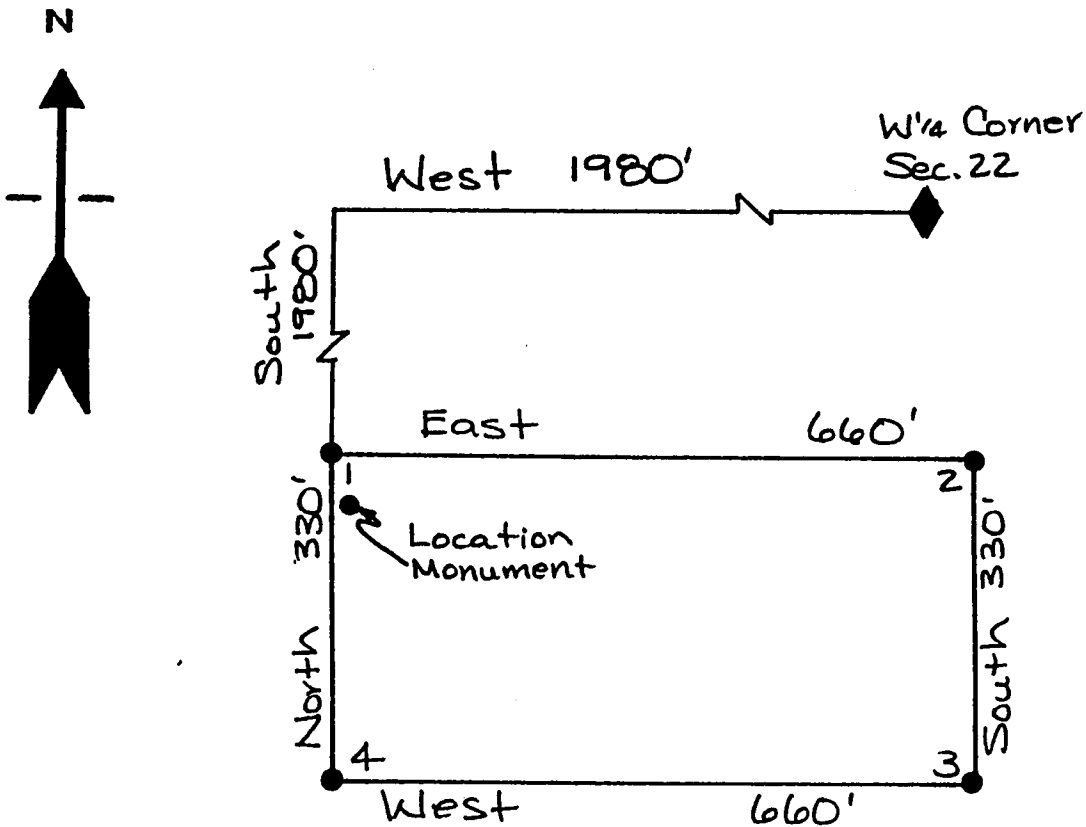 N
W1/4 Corner
Sec. 22
West 1980'
South
1980'
East 660'
1
2
330'
Location
Monument
South 330'
North
4
3
West 660'